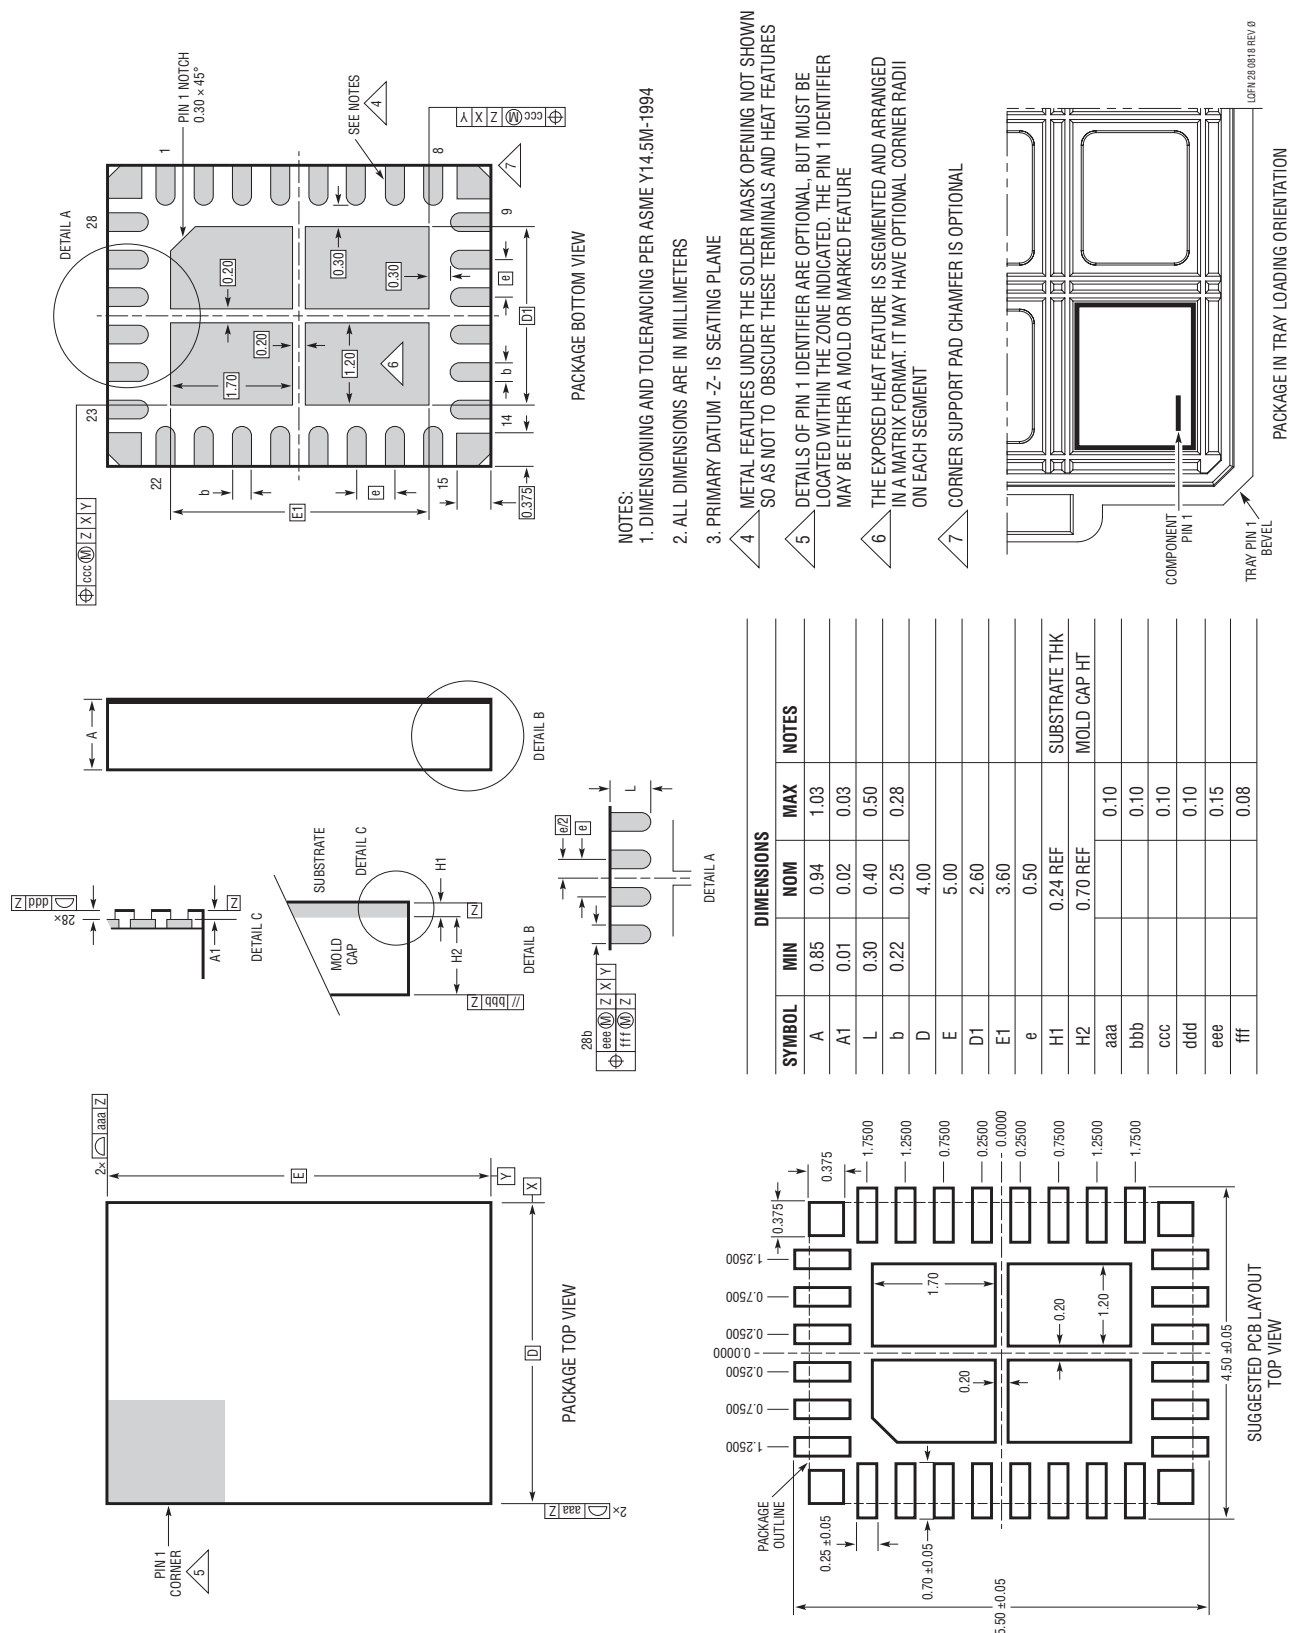 DETAIL A
PIN 1 NOTCH
0.30 × 45°
28
1
23
22
SEE NOTES
4
8
7
9
14
15
ccc M Z X Y
ccc M Z X Y
0.20
0.20
0.30
0.30
1.70
1.20
6
e
D1
b
b
E1
e
0.375
PACKAGE BOTTOM VIEW
NOTES:
1. DIMENSIONING AND TOLERANCING PER ASME Y14.5M-1994
2. ALL DIMENSIONS ARE IN MILLIMETERS
3. PRIMARY DATUM -Z- IS SEATING PLANE
4 METAL FEATURES UNDER THE SOLDER MASK OPENING NOT SHOWN
SO AS NOT TO OBSCURE THESE TERMINALS AND HEAT FEATURES
5 DETAILS OF PIN 1 IDENTIFIER ARE OPTIONAL, BUT MUST BE
LOCATED WITHIN THE ZONE INDICATED. THE PIN 1 IDENTIFIER
MAY BE EITHER A MOLD OR MARKED FEATURE
6 THE EXPOSED HEAT FEATURE IS SEGMENTED AND ARRANGED
IN A MATRIX FORMAT. IT MAY HAVE OPTIONAL CORNER RADII
ON EACH SEGMENT
7 CORNER SUPPORT PAD CHAMFER IS OPTIONAL
COMPONENT
PIN 1
TRAY PIN 1
BEVEL
PACKAGE IN TRAY LOADING ORIENTATION
LQFN 28 0818 REV Ø
A
DETAIL B
ddd Z
28×
Z
A1
DETAIL C
SUBSTRATE
DETAIL C
MOLD
CAP
H1
Z
H2
// bbb Z
DETAIL B
e/2
e
L
28b
eee M Z X Y
fff M Z
DETAIL A
DIMENSIONS
SYMBOL MIN NOM MAX NOTES
A 0.85 0.94 1.03
A1 0.01 0.02 0.03
L 0.30 0.40 0.50
b 0.22 0.25 0.28
D 4.00
E 5.00
D1 2.60
E1 3.60
e 0.50
H1 0.24 REF SUBSTRATE THK
H2 0.70 REF MOLD CAP HT
aaa 0.10
bbb 0.10
ccc 0.10
ddd 0.10
eee 0.15
fff 0.08
2× aaa Z
E
Y
X
D
aaa Z
2×
PIN 1
CORNER
5
PACKAGE TOP VIEW
0.375
0.375
1.7500
1.2500
0.7500
0.2500
0.0000
0.2500
0.7500
1.2500
1.7500
1.2500
0.7500
0.2500
0.0000
0.2500
0.7500
1.2500
1.70
0.20
1.20
0.20
PACKAGE
OUTLINE
0.25 ±0.05
0.70 ±0.05
4.50 ±0.05
5.50 ±0.05
SUGGESTED PCB LAYOUT
TOP VIEW